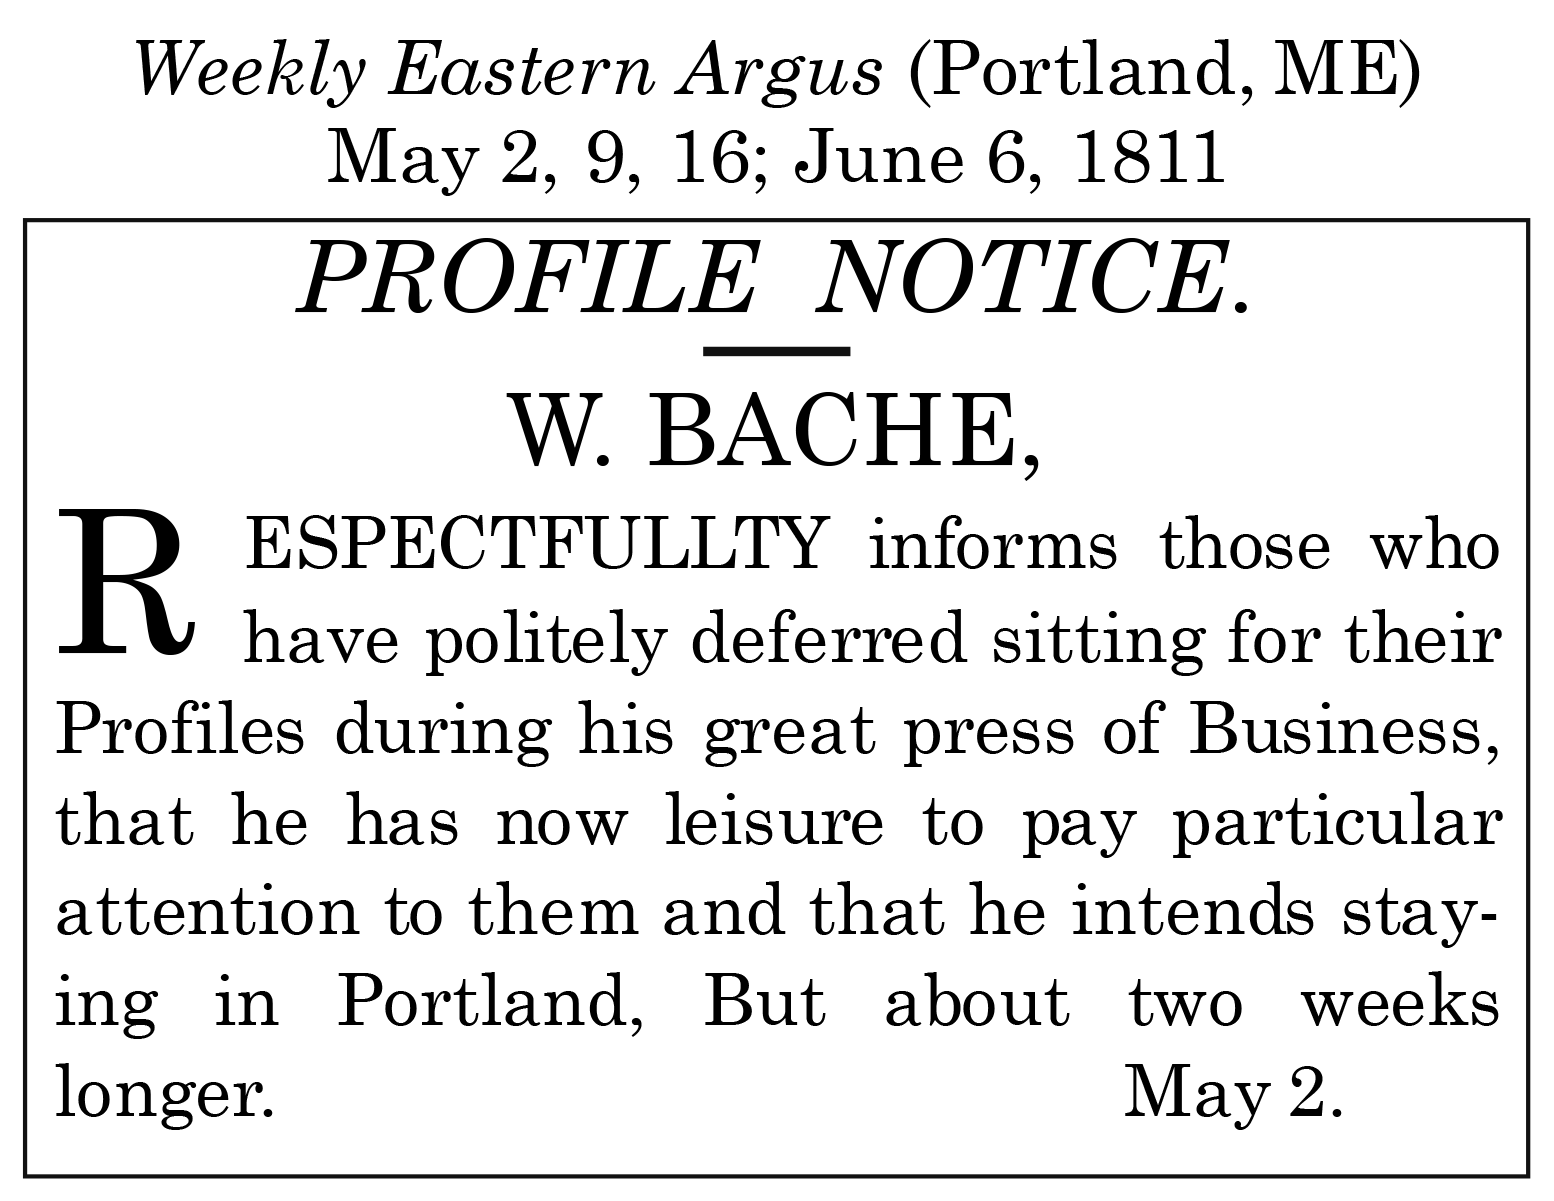 Weekly Eastern Argus (Portland, ME)
May 2, 9, 16; June 6, 1811
PROFILE NOTICE.
W. BACHE,
RESPECTFULLTY informs those who
have politely deferred sitting for their
Profiles during his great press of Business,
that he has now leisure to pay particular
attention to them and that he intends stay-
ing in Portland, But about two weeks
longer. May 2.